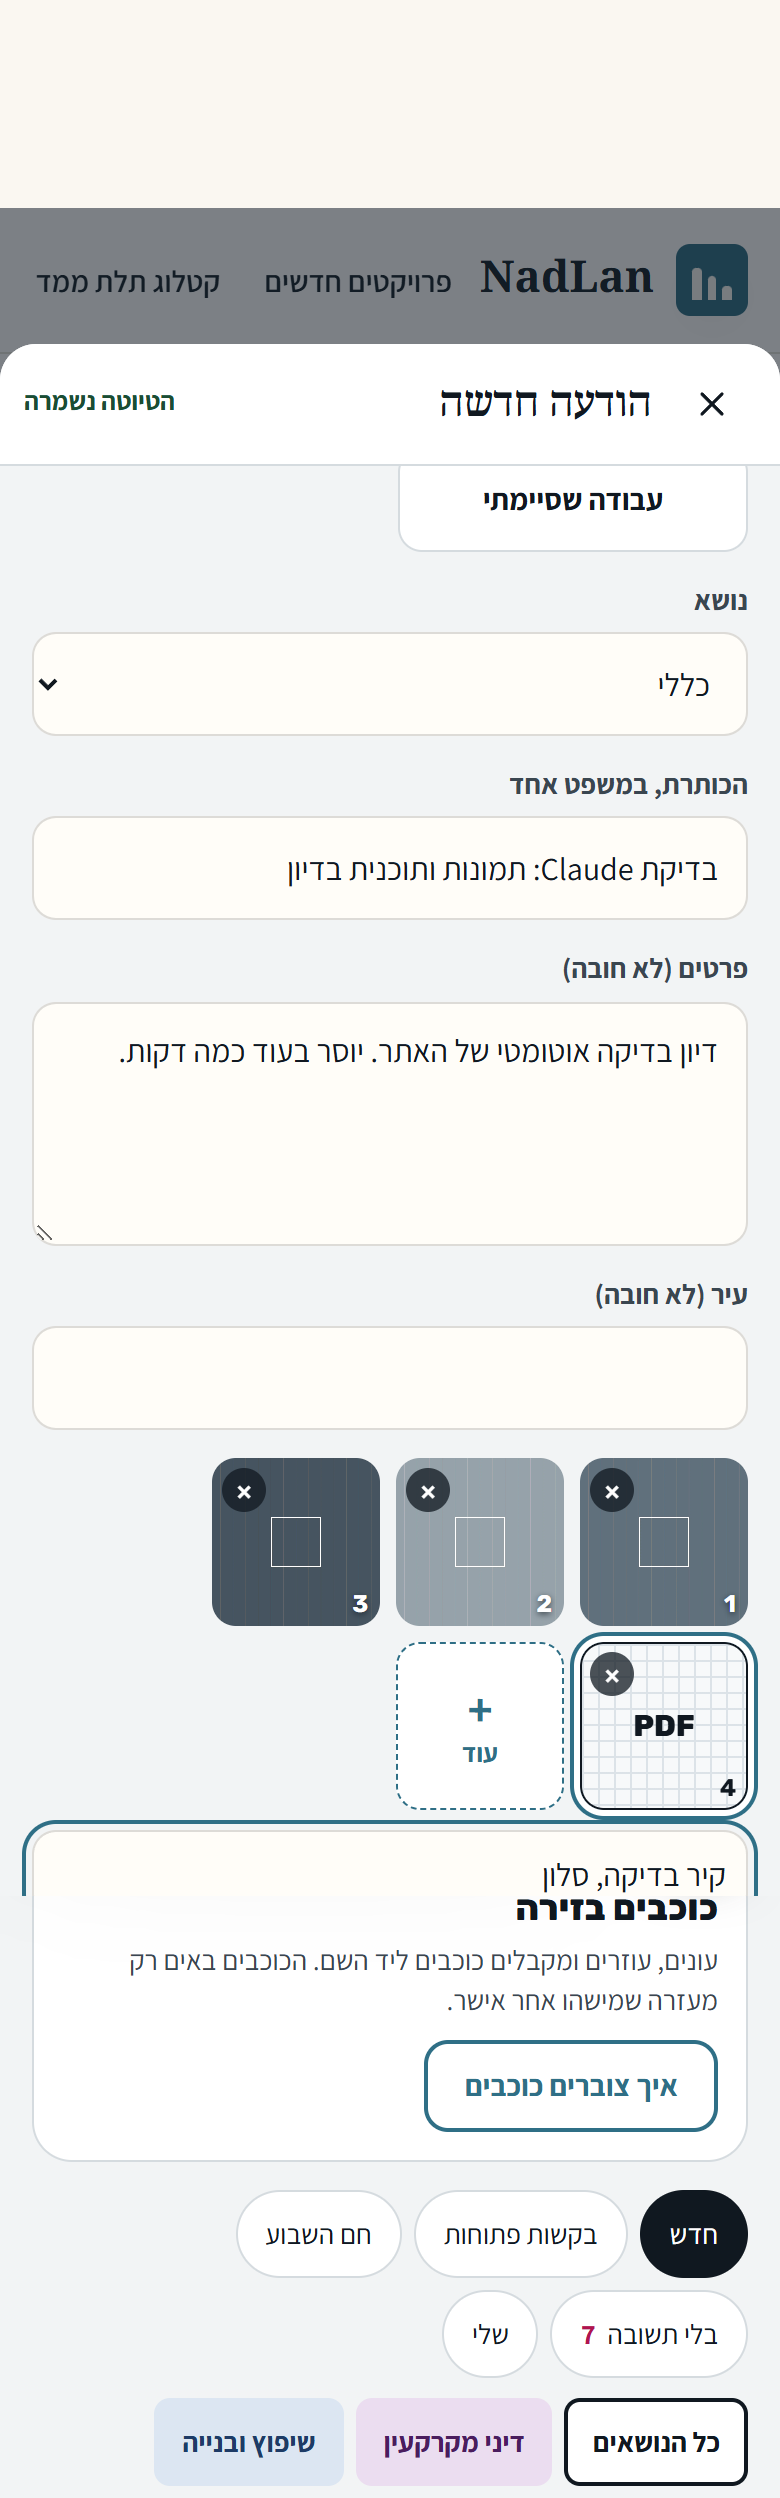 NadLan פרויקטים חדשים קטלוג תלת ממד
הודעה חדשה הטיוטה נשמרה
עבודה שסיימתי
נושא
כללי
הכותרת, במשפט אחד
בדיקת Claude: תמונות ותוכנית בדיון
פרטים (לא חובה)
דיון בדיקה אוטומטי של האתר. יוסר בעוד כמה דקות.
עיר (לא חובה)
1 2 3
PDF
עוד
4
קיר בדיקה, סלון
כוכבים בזירה
עונים, עוזרים ומקבלים כוכבים ליד השם. הכוכבים באים רק
מעזרה שמישהו אחר אישר.
איך צוברים כוכבים
חדש בקשות פתוחות חם השבוע
בלי תשובה 7 שלי
כל הנושאים דיני מקרקעין שיפוץ ובנייה